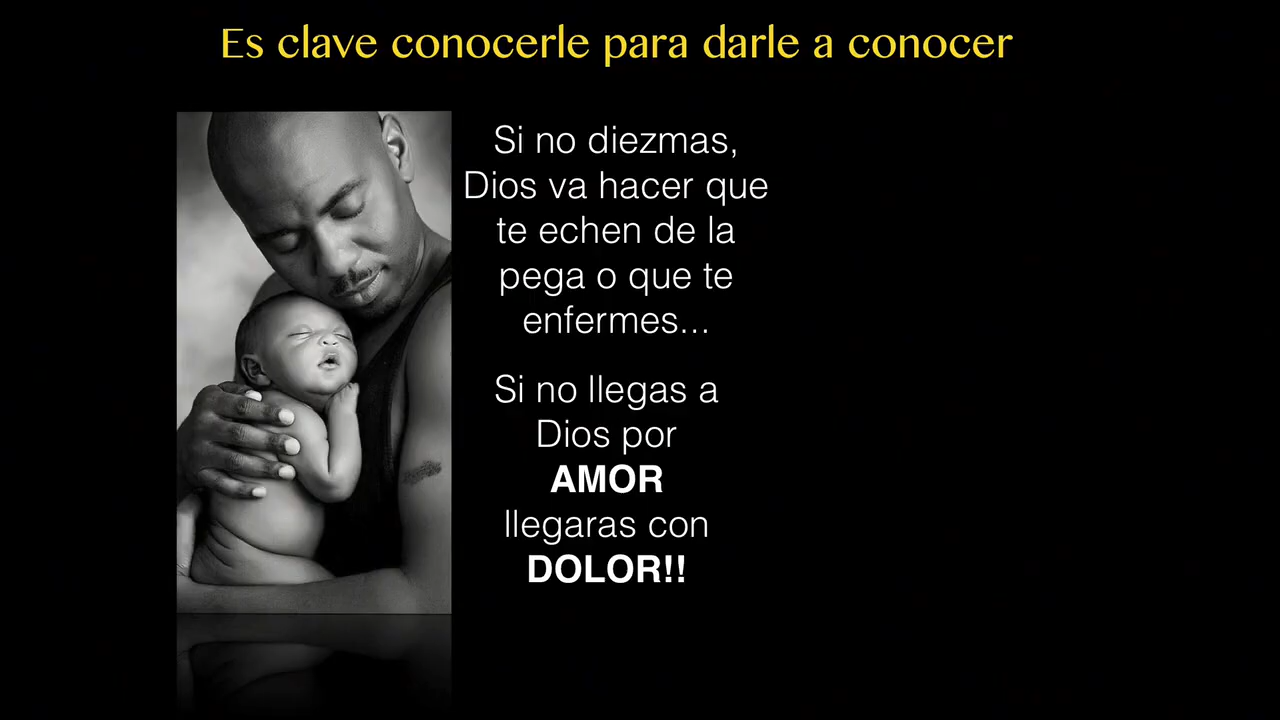 Es clave conocerle para darle a conocer
Si no diezmas,
Dios va hacer que
te echen de la
pega o que te
enfermes...
Si no llegas a
Dios por
AMOR
llegaras con
DOLOR!!